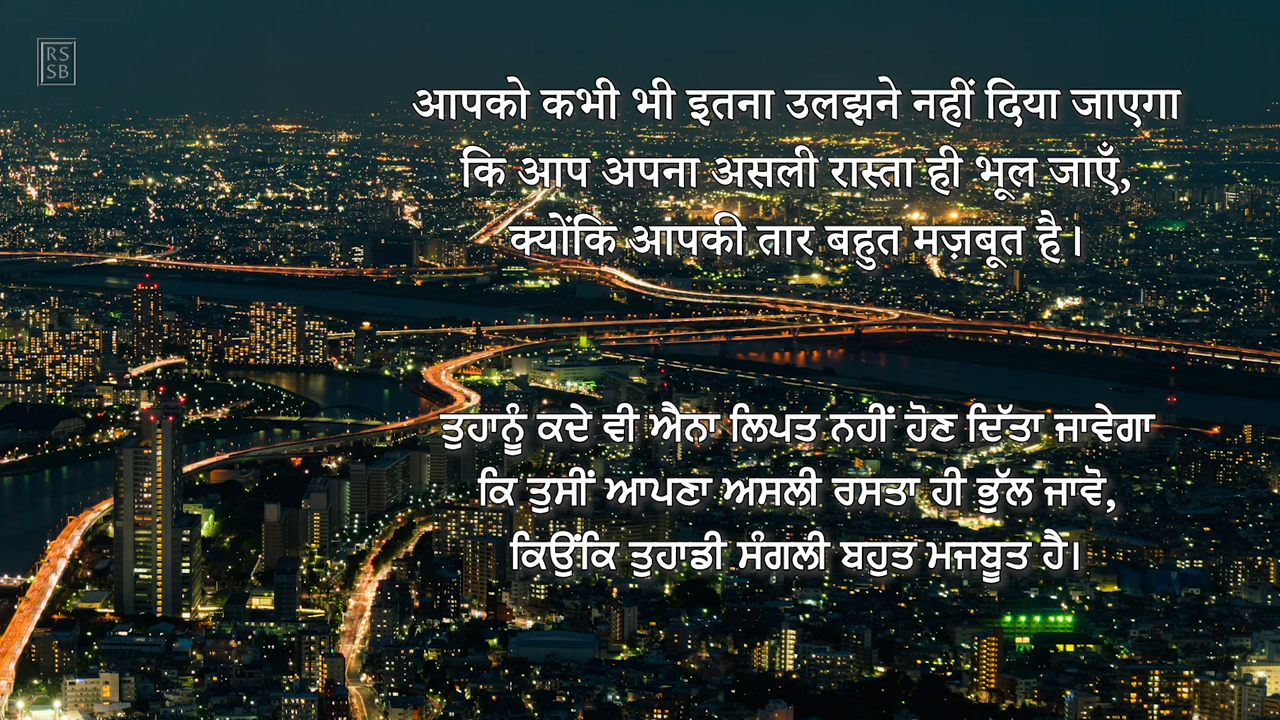 RS
SB
आपको कभी भी इतना उलझने नहीं दिया जाएगा
कि आप अपना असली रास्ता ही भूल जाएँ,
क्योंकि आपकी तार बहुत मज़बूत है।
ਤੁਹਾਨੂੰ ਕਦੇ ਵੀ ਐਨਾ ਲਿਪਤ ਨਹੀਂ ਹੋਣ ਦਿੱਤਾ ਜਾਵੇਗਾ
ਕਿ ਤੁਸੀਂ ਆਪਣਾ ਅਸਲੀ ਰਸਤਾ ਹੀ ਭੁੱਲ ਜਾਵੋ,
ਕਿਉਂਕਿ ਤੁਹਾਡੀ ਸੰਗਲੀ ਬਹੁਤ ਮਜਬੂਤ ਹੈ।